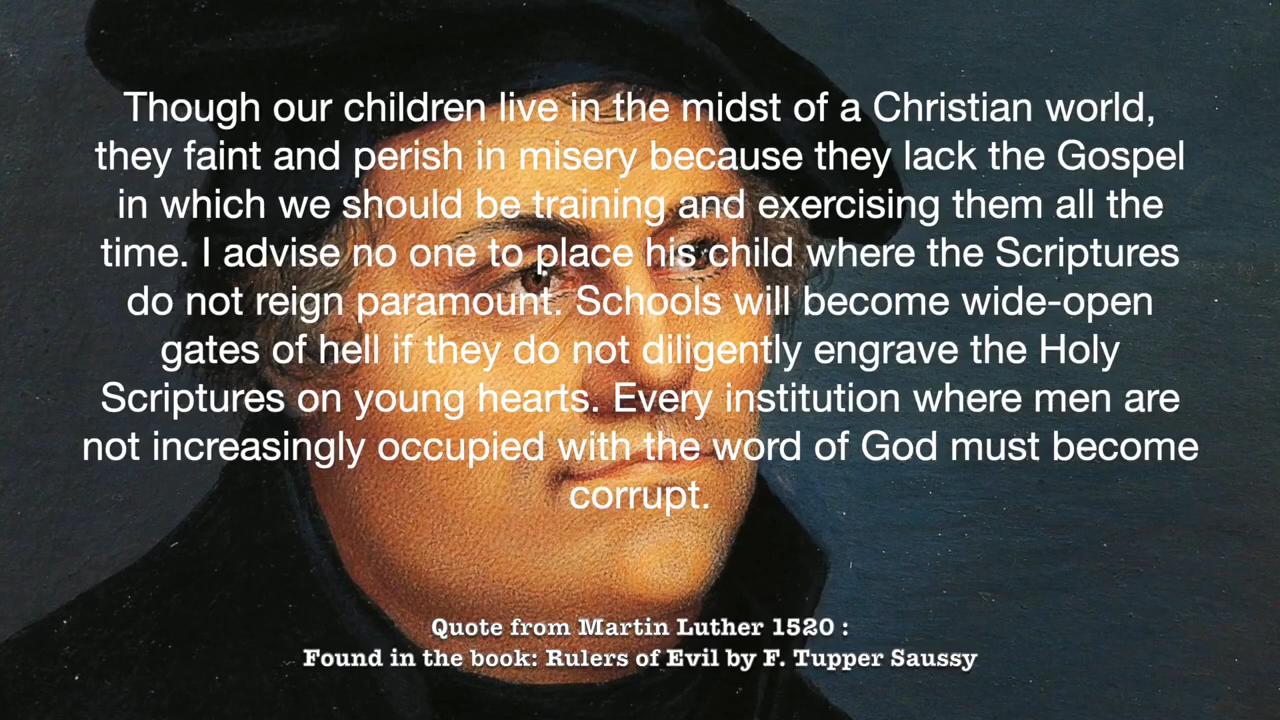 Though our children live in the midst of a Christian world,
they faint and perish in misery because they lack the Gospel
in which we should be training and exercising them all the
time. I advise no one to place his child where the Scriptures
do not reign paramount. Schools will become wide-open
gates of hell if they do not diligently engrave the Holy
Scriptures on young hearts. Every institution where men are
not increasingly occupied with the word of God must become
corrupt.
Quote from Martin Luther 1520 :
Found in the book: Rulers of Evil by F. Tupper Saussy